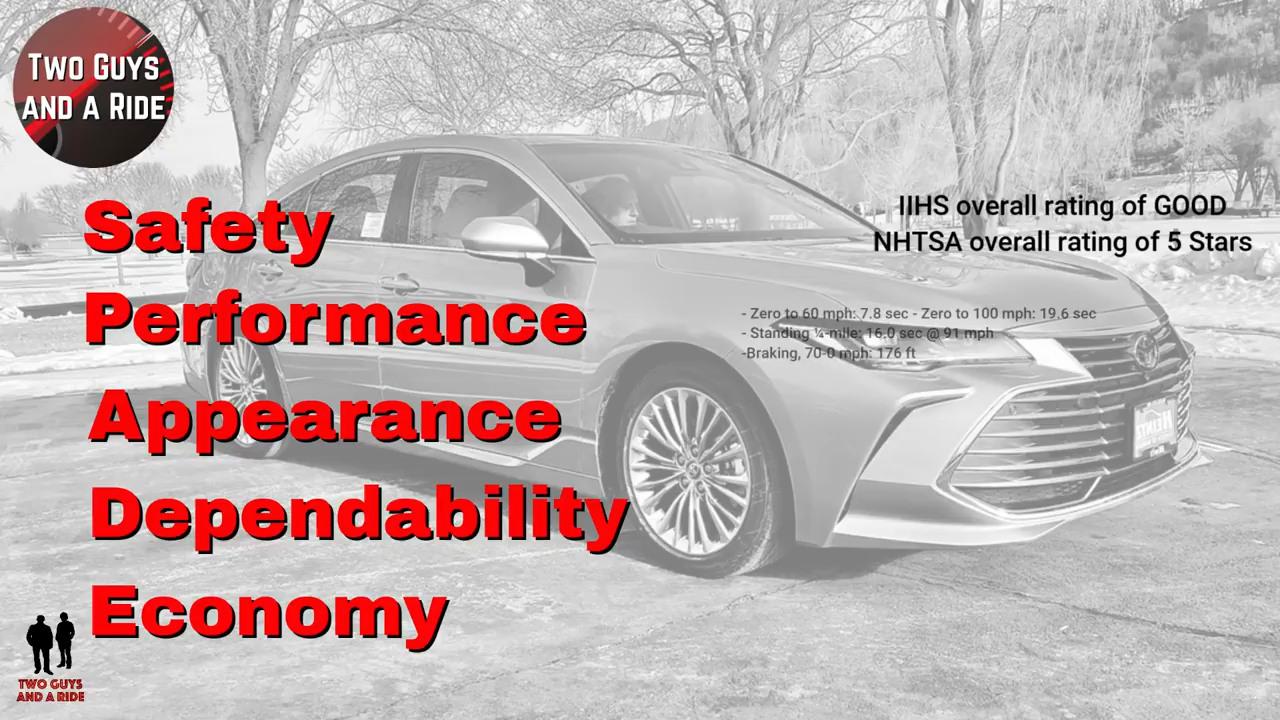 TWO GUYS
AND A RIDE
Safety
IIHS overall rating of GOOD
NHTSA overall rating of 5 Stars
Performance
- Zero to 60 mph: 7.8 sec - Zero to 100 mph: 19.6 sec
- Standing ¼-mile: 16.0 sec @ 91 mph
-Braking, 70-0 mph: 176 ft
Appearance
Dependability
Economy
TWO GUYS
AND A RIDE